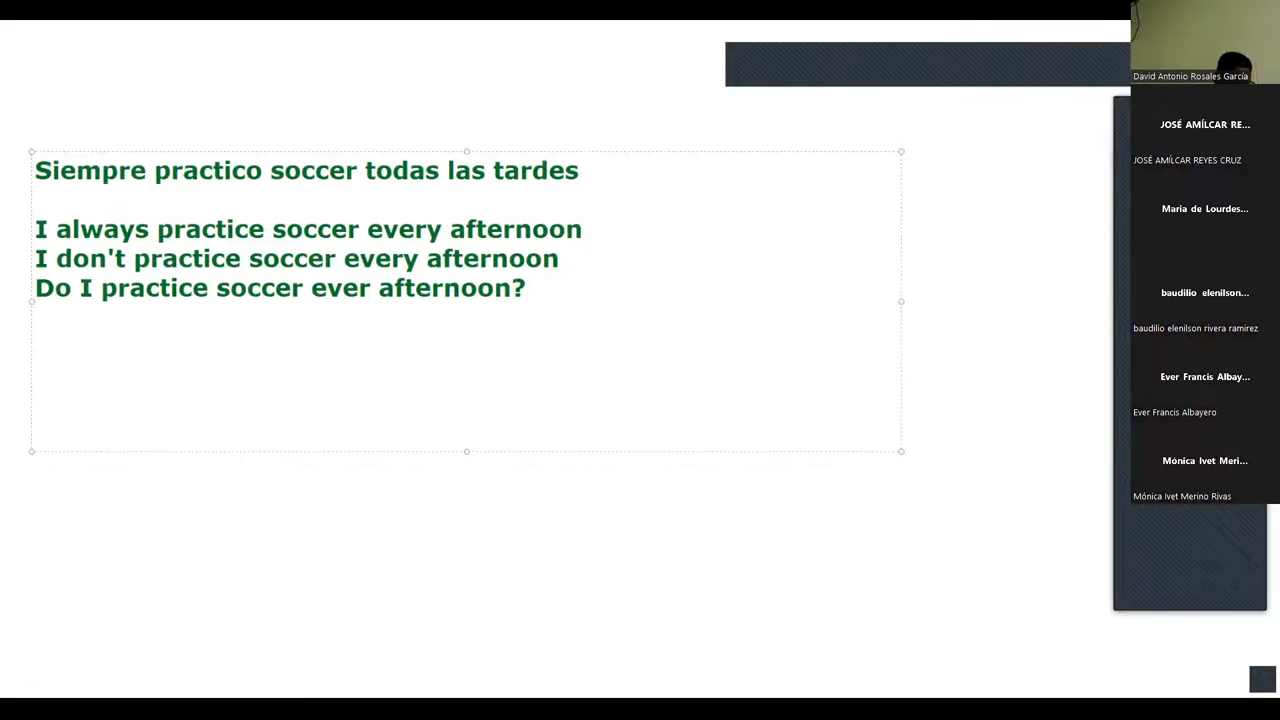 Siempre practico soccer todas las tardes
I always practice soccer every afternoon
I don't practice soccer every afternoon
Do I practice soccer ever afternoon?
David Antonio Rosales García
JOSÉ AMÍLCAR RE...
JOSÉ AMÍLCAR REYES CRUZ
Maria de Lourdes...
baudilio elenilson...
baudilio elenilson rivera ramirez
Ever Francis Albay...
Ever Francis Albayero
Mónica Ivet Meri...
Mónica Ivet Merino Rivas